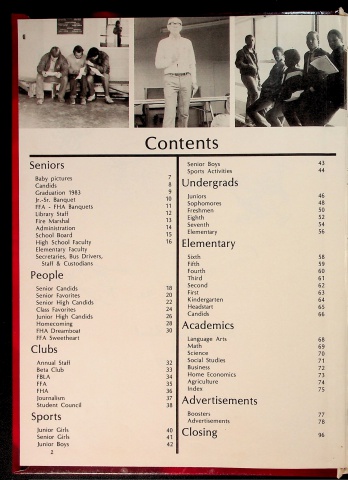 Contents
Seniors
Baby pictures 7
Candids 8
Graduation 1983 9
Jr.-Sr. Banquet 10
FFA - FHA Banquets 11
Library Staff 12
Fire Marshal 13
Administration 14
School Board 15
High School Faculty 16
Elementary Faculty
Secretaries, Bus Drivers,
Staff & Custodians
People
Senior Candids 18
Senior Favorites 20
Senior High Candids 22
Class Favorites 24
Junior High Candids 26
Homecoming 28
FHA Dreamboat 30
FFA Sweetheart
Clubs
Annual Staff 32
Beta Club 33
FBLA 34
FFA 35
FHA 36
Journalism 37
Student Council 38
Sports
Junior Girls 40
Senior Girls 41
Junior Boys 42
2
Senior Boys 43
Sports Activities 44
Undergrads
Juniors 46
Sophomores 48
Freshmen 50
Eighth 52
Seventh 54
Elementary 56
Elementary
Sixth 58
Fifth 59
Fourth 60
Third 61
Second 62
First 63
Kindergarten 64
Headstart 65
Candids 66
Academics
Language Arts 68
Math 69
Science 70
Social Studies 71
Business 72
Home Economics 73
Agriculture 74
Index 75
Advertisements
Boosters 77
Advertisements 78
Closing 96